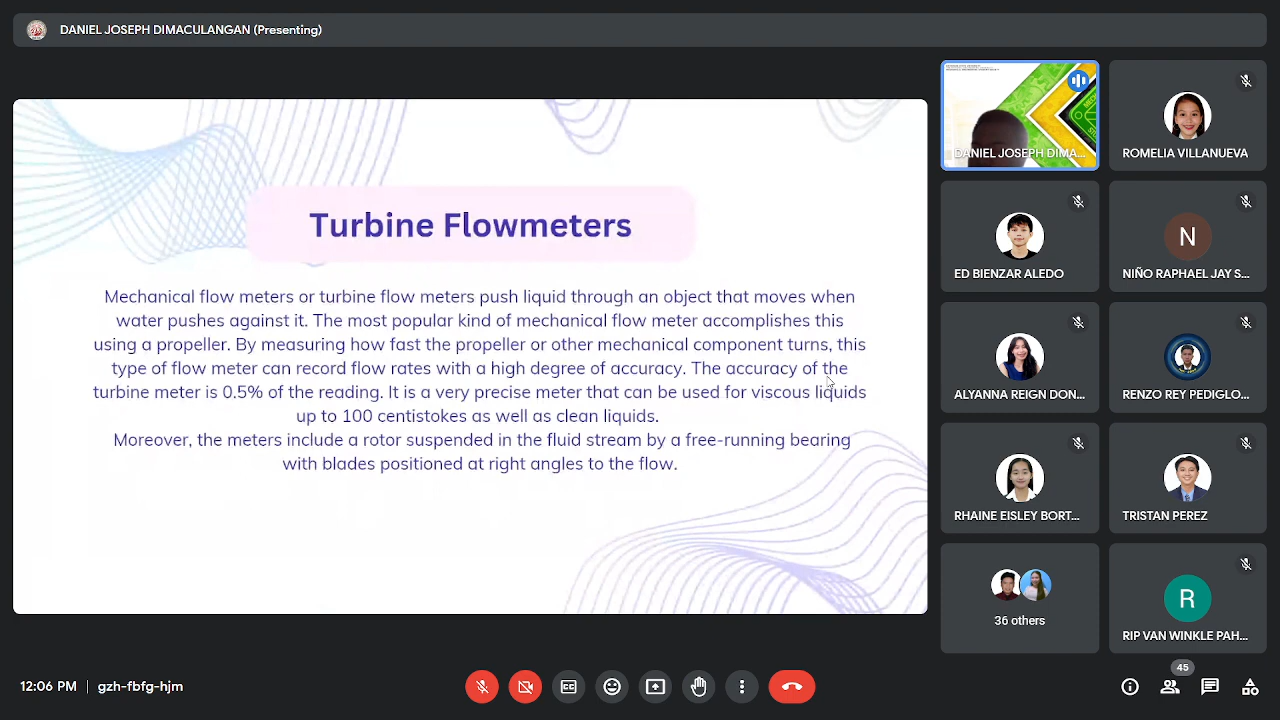 DANIEL JOSEPH DIMACULANGAN (Presenting)
Turbine Flowmeters
Mechanical flow meters or turbine flow meters push liquid through an object that moves when
water pushes against it. The most popular kind of mechanical flow meter accomplishes this
using a propeller. By measuring how fast the propeller or other mechanical component turns, this
type of flow meter can record flow rates with a high degree of accuracy. The accuracy of the
turbine meter is 0.5% of the reading. It is a very precise meter that can be used for viscous liquids
up to 100 centistokes as well as clean liquids.
Moreover, the meters include a rotor suspended in the fluid stream by a free-running bearing
with blades positioned at right angles to the flow.
DANIEL JOSEPH DIMA...
ROMELIA VILLANUEVA
ED BIENZAR ALEDO
N
NIÑO RAPHAEL JAY S...
ALYANNA REIGN DON...
RENZO REY PEDIGLO...
RHAINE EISLEY BORT...
TRISTAN PEREZ
36 others
R
RIP VAN WINKLE PAH...
12:06 PM | gzh-fbfg-hjm
45